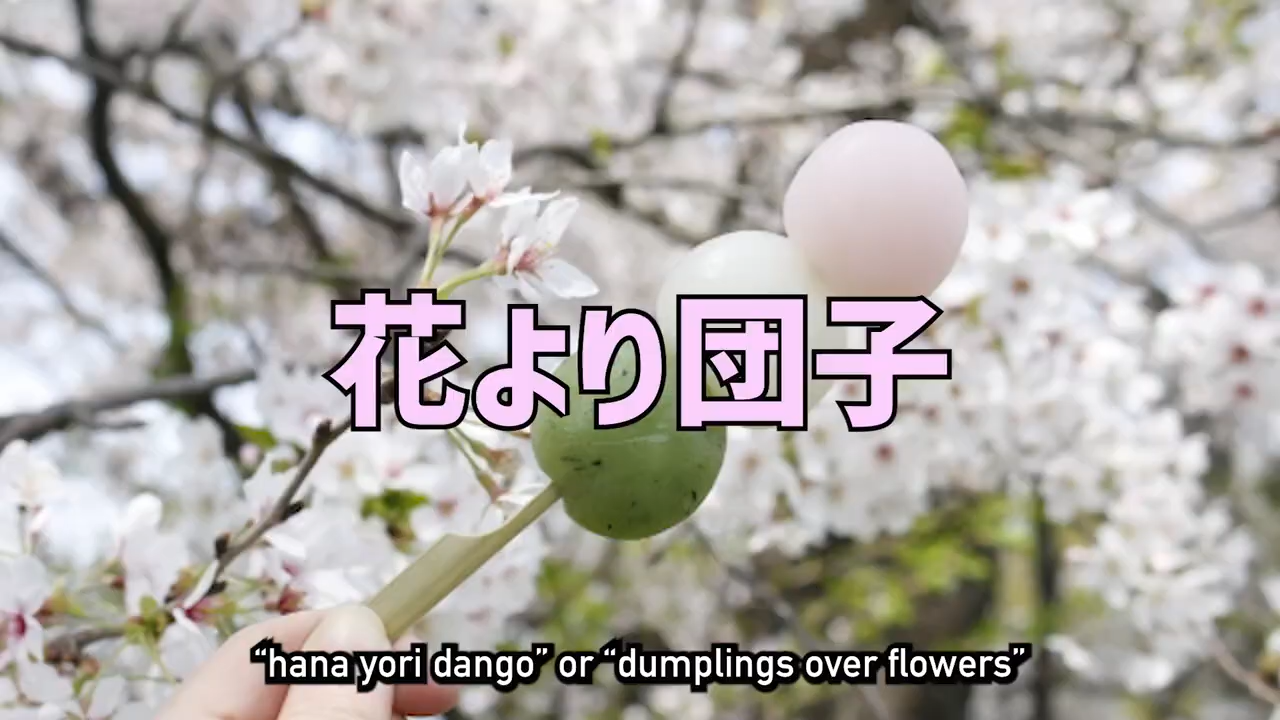 花より団子
“hana yori dango” or “dumplings over flowers”